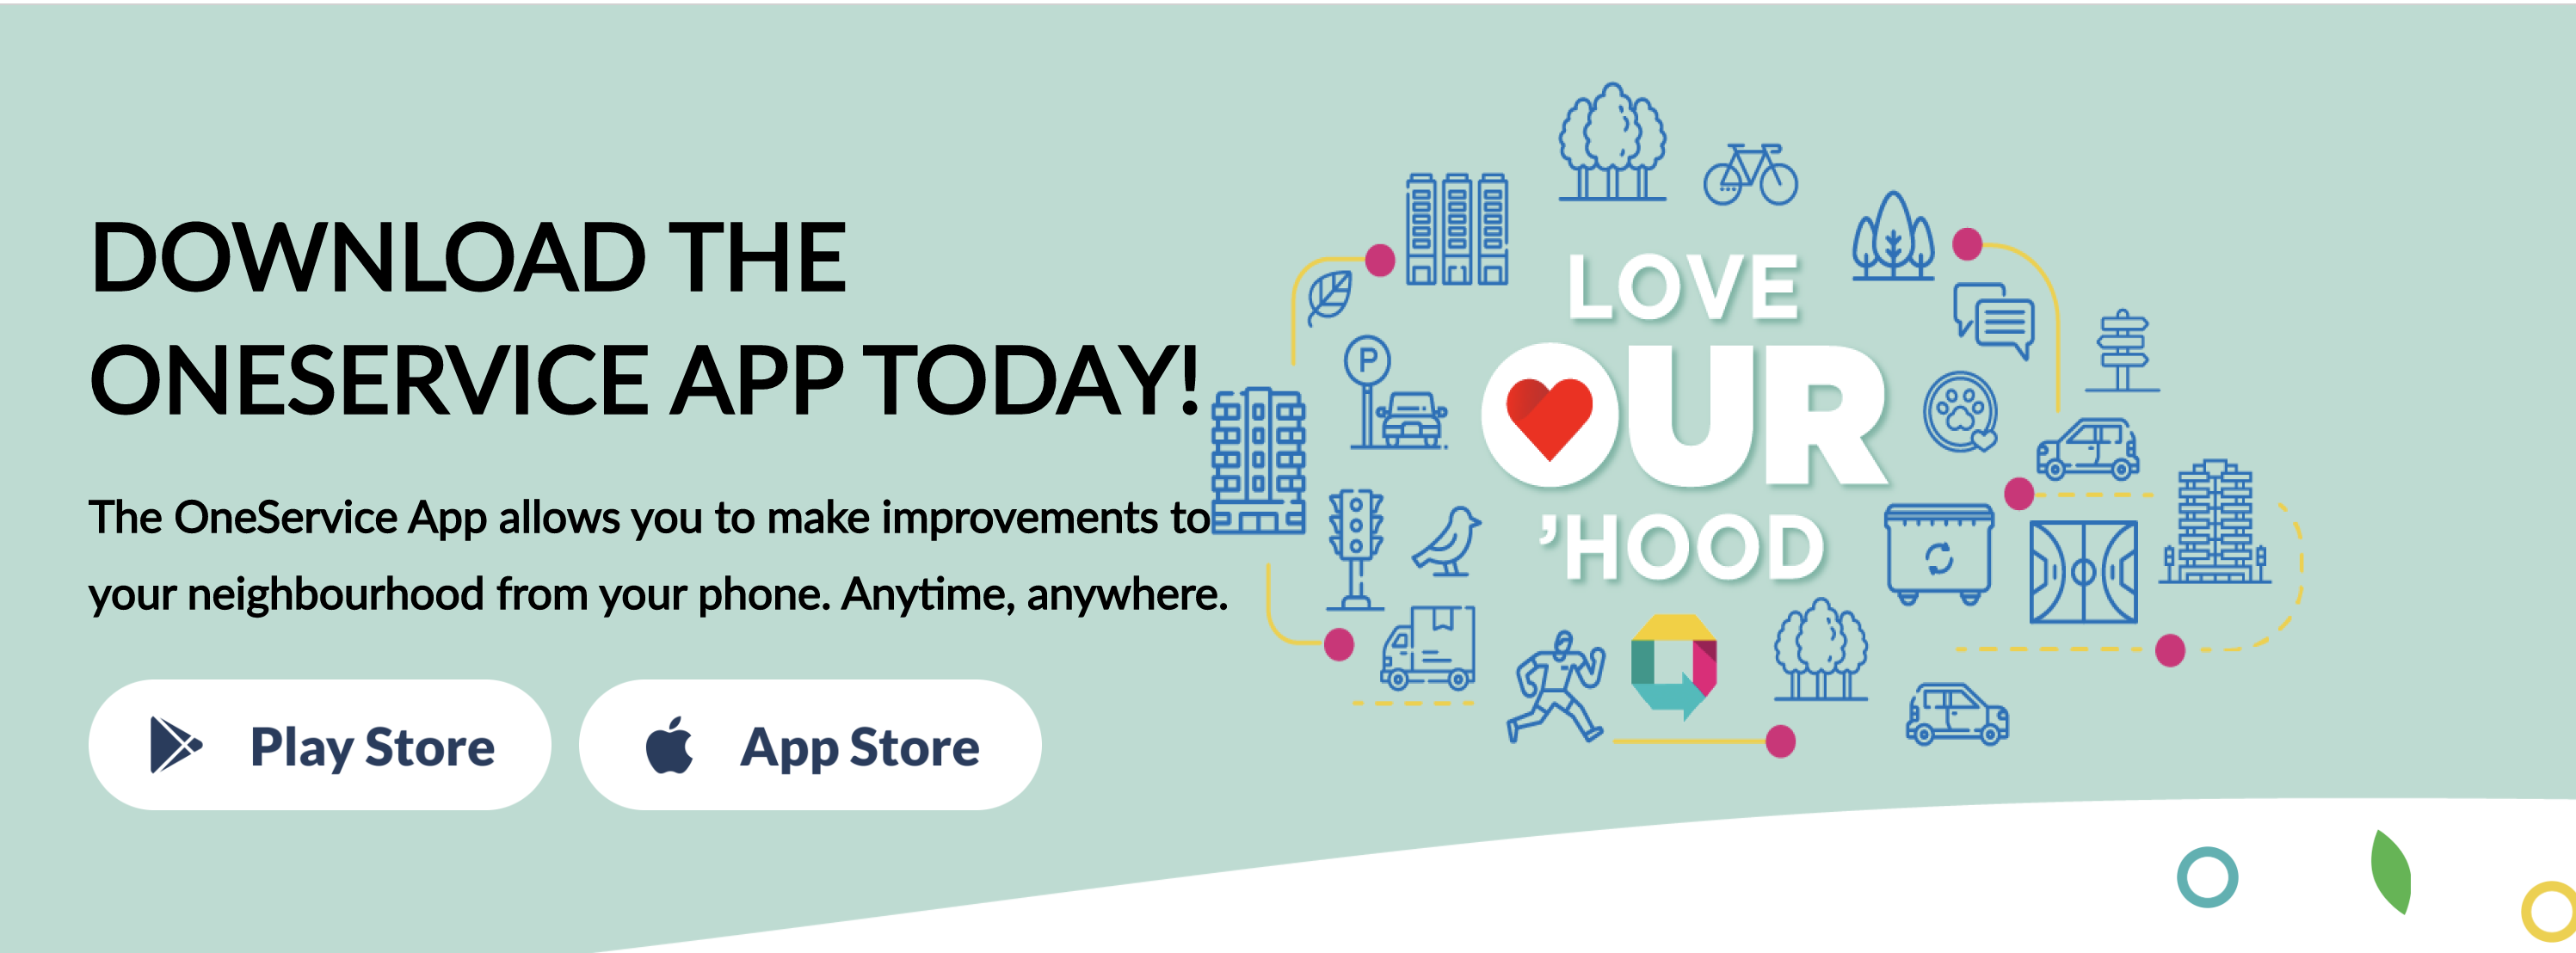 DOWNLOAD THE
ONESERVICE APP TODAY!
The OneService App allows you to make improvements to
your neighbourhood from your phone. Anytime, anywhere.
Play Store
App Store
LOVE
OUR
’HOOD
P